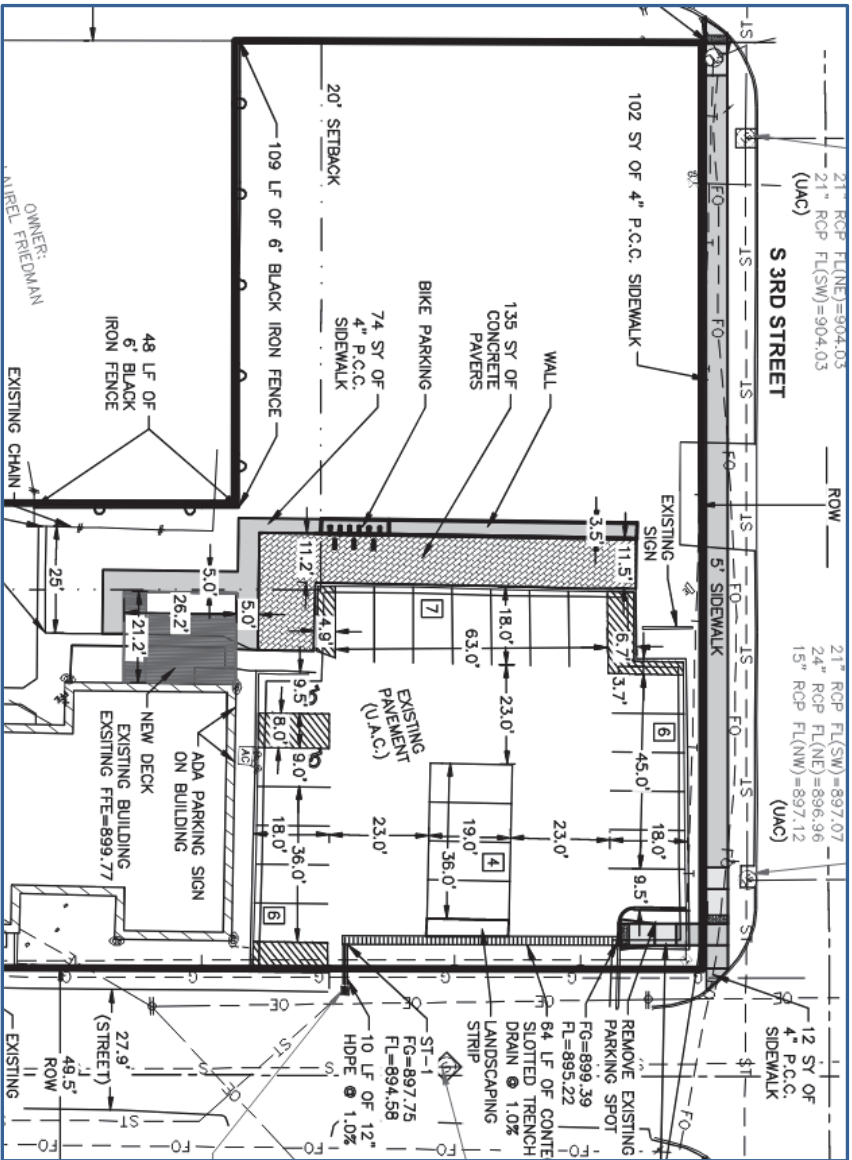 21" RCP FL(NE)=904.03
21" RCP FL(SW)=904.03
(UAC)
S 3RD STREET
ROW
21" RCP FL(SW)=897.07
24" RCP FL(NE)=896.96
15" RCP FL(NW)=897.12
(UAC)
102 SY OF 4" P.C.C. SIDEWALK
5' SIDEWALK
EXISTING
SIGN
12 SY OF
4" P.C.C.
SIDEWALK
20' SETBACK
WALL
135 SY OF
CONCRETE
PAVERS
BIKE PARKING
74 SY OF
4" P.C.C.
SIDEWALK
109 LF OF 6' BLACK IRON FENCE
48 LF OF
6' BLACK
IRON FENCE
OWNER:
LAUREL FRIEDMAN
EXISTING CHAIN
3.5'
11.5'
11.2'
6.7'
3.7'
18.0'
7
63.0'
4.9'
23.0'
6
45.0'
18.0'
9.5'
EXISTING
PAVEMENT
(U.A.C.)
23.0'
19.0'
23.0'
36.0'
4
9.5'
8.0'
9.0'
36.0'
18.0'
6
5.0'
5.0'
26.2'
21.2'
25'
AC
ADA PARKING SIGN
ON BUILDING
NEW DECK
EXISTING BUILDING
EXSITING FFE=899.77
REMOVE EXISTING
PARKING SPOT
FG=899.39
FL=895.22
64 LF OF CONTE
SLOTTED TRENCH
DRAIN @ 1.0%
LANDSCAPING
STRIP
ST-1
FG=897.75
FL=894.58
10 LF OF 12"
HDPE @ 1.0%
27.9'
(STREET)
49.5'
ROW
EXISTING